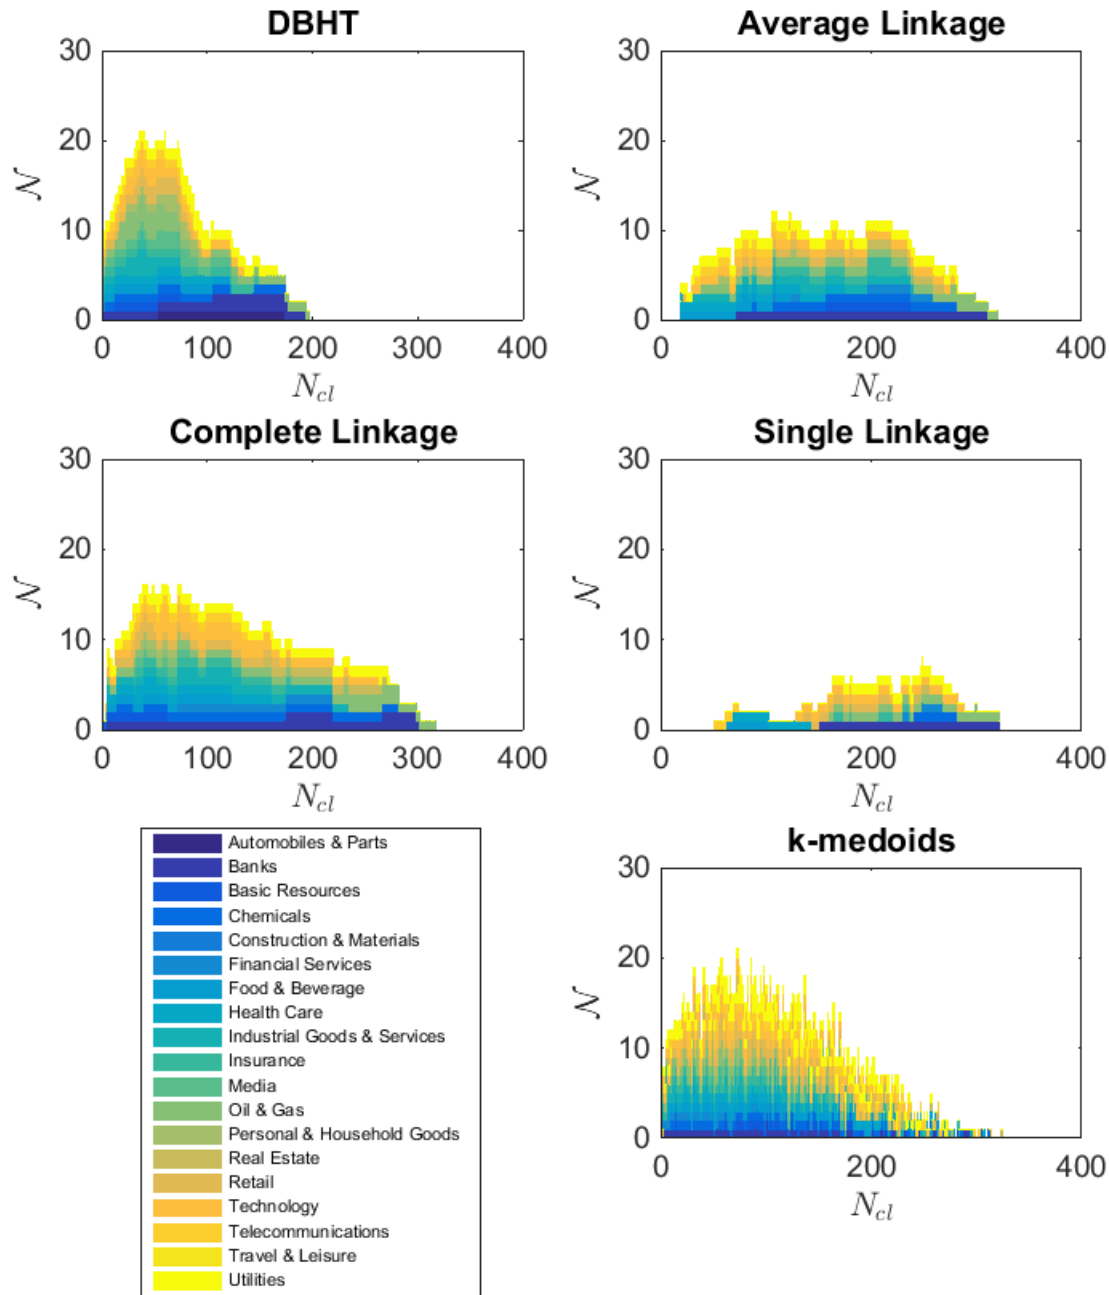 DBHT
30
20
10
0
𝒩
0 100 200 300 400
N_cl
Average Linkage
30
20
10
0
𝒩
0 200 400
N_cl
Complete Linkage
30
20
10
0
𝒩
0 100 200 300 400
N_cl
Single Linkage
30
20
10
0
𝒩
0 200 400
N_cl
Automobiles & Parts
Banks
Basic Resources
Chemicals
Construction & Materials
Financial Services
Food & Beverage
Health Care
Industrial Goods & Services
Insurance
Media
Oil & Gas
Personal & Household Goods
Real Estate
Retail
Technology
Telecommunications
Travel & Leisure
Utilities
k-medoids
30
20
10
0
𝒩
0 200 400
N_cl